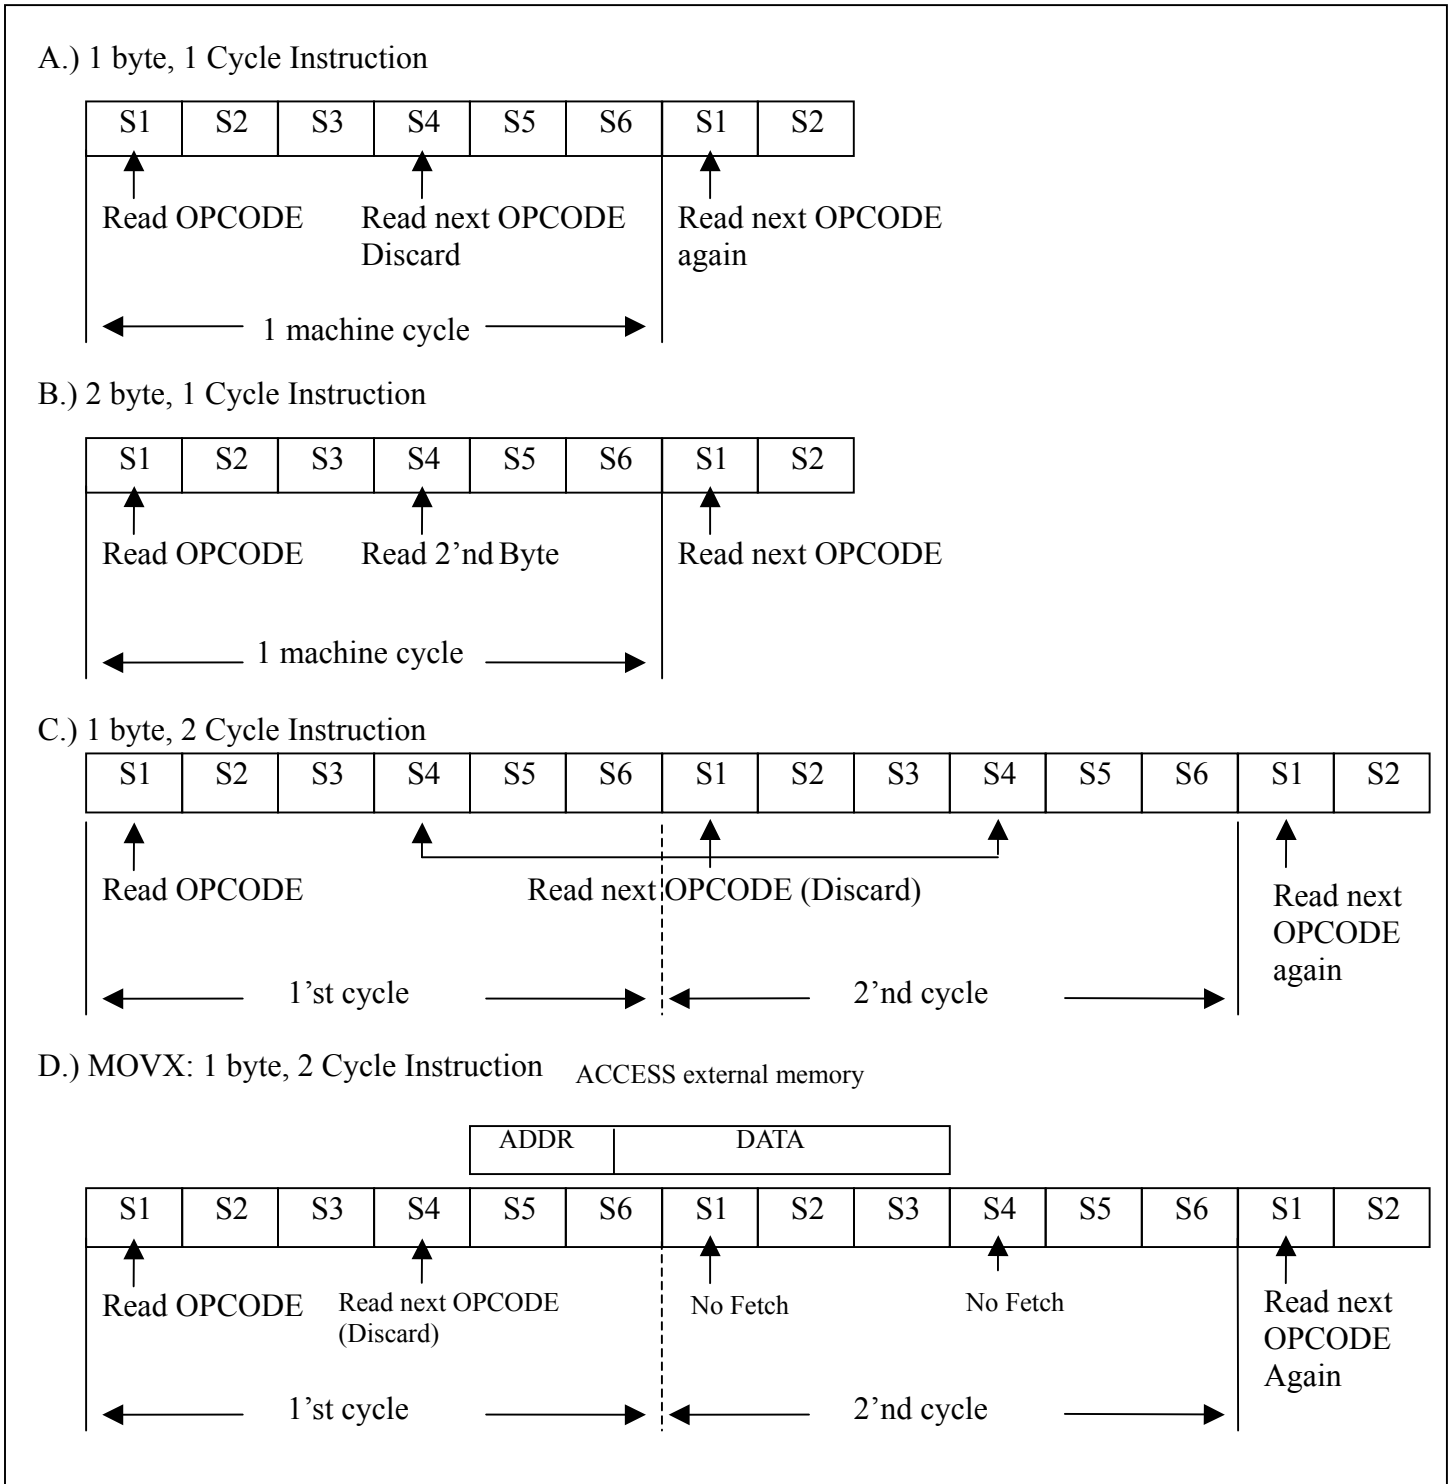 A.) 1 byte, 1 Cycle Instruction
S1 S2 S3 S4 S5 S6 S1 S2
Read OPCODE Read next OPCODE Read next OPCODE
Discard again
1 machine cycle
B.) 2 byte, 1 Cycle Instruction
S1 S2 S3 S4 S5 S6 S1 S2
Read OPCODE Read 2’nd Byte Read next OPCODE
1 machine cycle
C.) 1 byte, 2 Cycle Instruction
S1 S2 S3 S4 S5 S6 S1 S2 S3 S4 S5 S6 S1 S2
Read OPCODE Read next OPCODE (Discard) Read next
OPCODE
again
1’st cycle 2’nd cycle
D.) MOVX: 1 byte, 2 Cycle Instruction ACCESS external memory
ADDR DATA
S1 S2 S3 S4 S5 S6 S1 S2 S3 S4 S5 S6 S1 S2
Read OPCODE Read next OPCODE No Fetch No Fetch Read next
(Discard) OPCODE
Again
1’st cycle 2’nd cycle